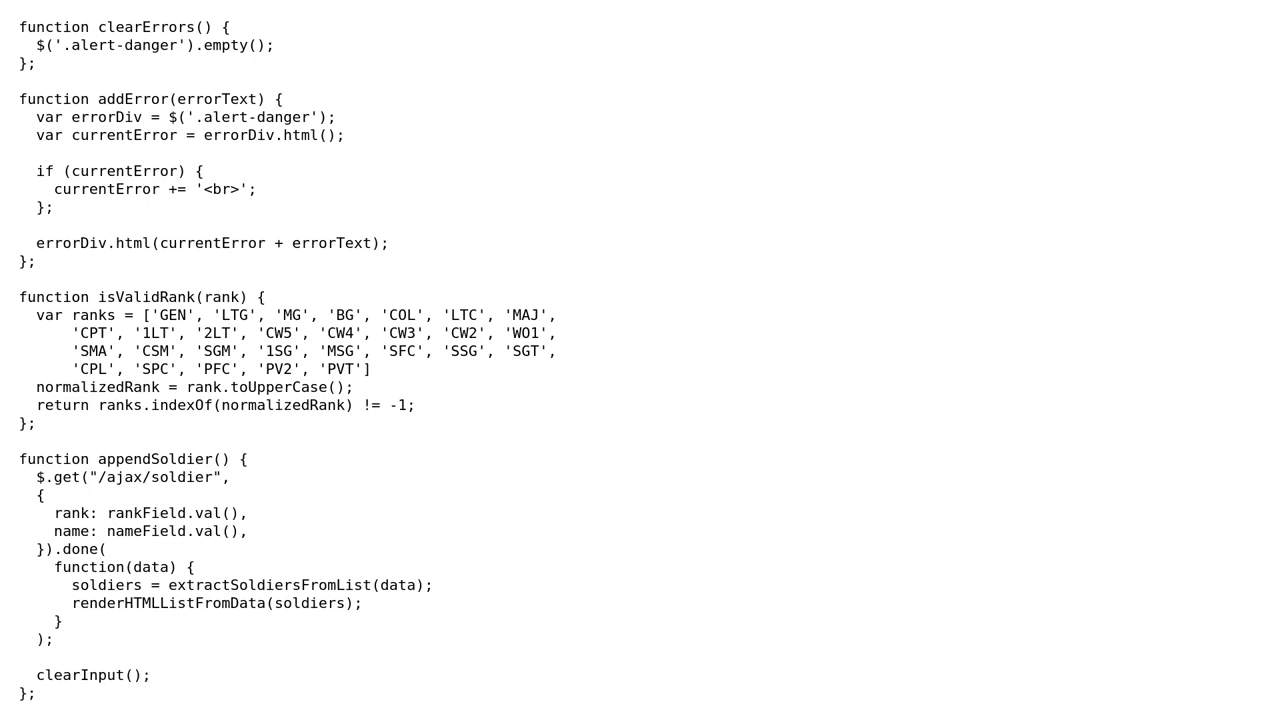 function clearErrors() {
  $('.alert-danger').empty();
};

function addError(errorText) {
  var errorDiv = $('.alert-danger');
  var currentError = errorDiv.html();

  if (currentError) {
    currentError += '<br>';
  };

  errorDiv.html(currentError + errorText);
};

function isValidRank(rank) {
  var ranks = ['GEN', 'LTG', 'MG', 'BG', 'COL', 'LTC', 'MAJ',
      'CPT', '1LT', '2LT', 'CW5', 'CW4', 'CW3', 'CW2', 'WO1',
      'SMA', 'CSM', 'SGM', '1SG', 'MSG', 'SFC', 'SSG', 'SGT',
      'CPL', 'SPC', 'PFC', 'PV2', 'PVT']
  normalizedRank = rank.toUpperCase();
  return ranks.indexOf(normalizedRank) != -1;
};

function appendSoldier() {
  $.get("/ajax/soldier",
  {
    rank: rankField.val(),
    name: nameField.val(),
  }).done(
    function(data) {
      soldiers = extractSoldiersFromList(data);
      renderHTMLListFromData(soldiers);
    }
  );

  clearInput();
};